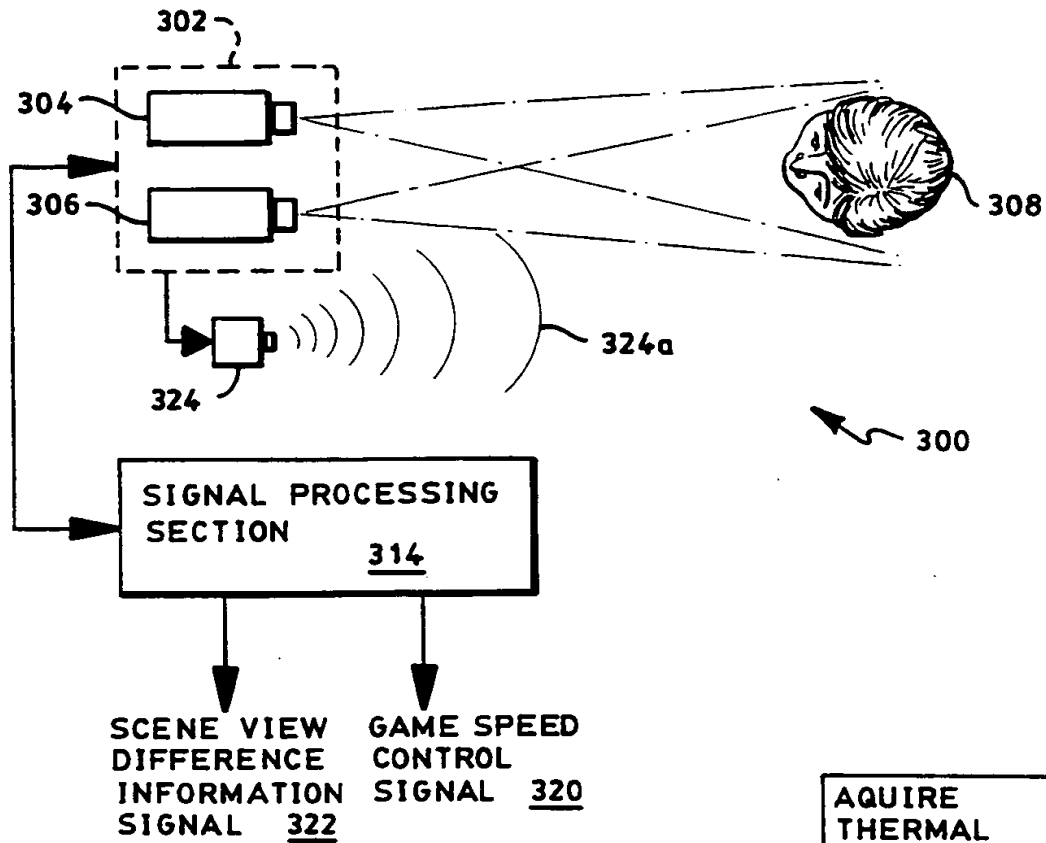 302
304
306
308
324a
324
300
SIGNAL PROCESSING
SECTION
314
SCENE VIEW
DIFFERENCE
INFORMATION
SIGNAL 322
GAME SPEED
CONTROL
SIGNAL 320
AQUIRE
THERMAL